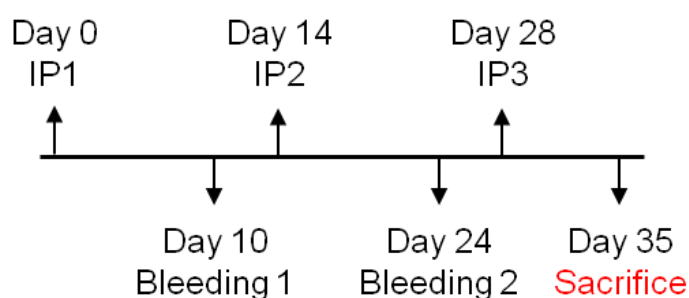 Day 0
IP1
Day 14
IP2
Day 28
IP3
Day 10
Bleeding 1
Day 24
Bleeding 2
Day 35
Sacrifice